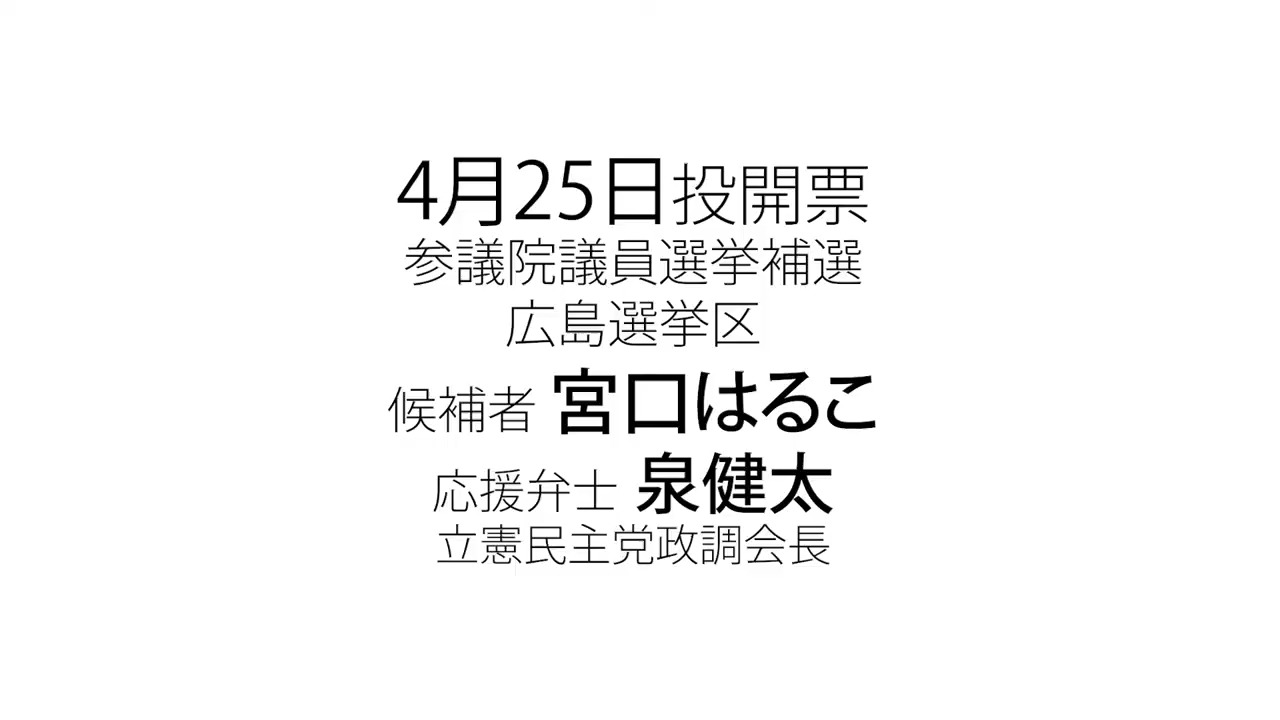 4月25日投開票
参議院議員選挙補選
広島選挙区
候補者 宮口はるこ
応援弁士 泉健太
立憲民主党政調会長